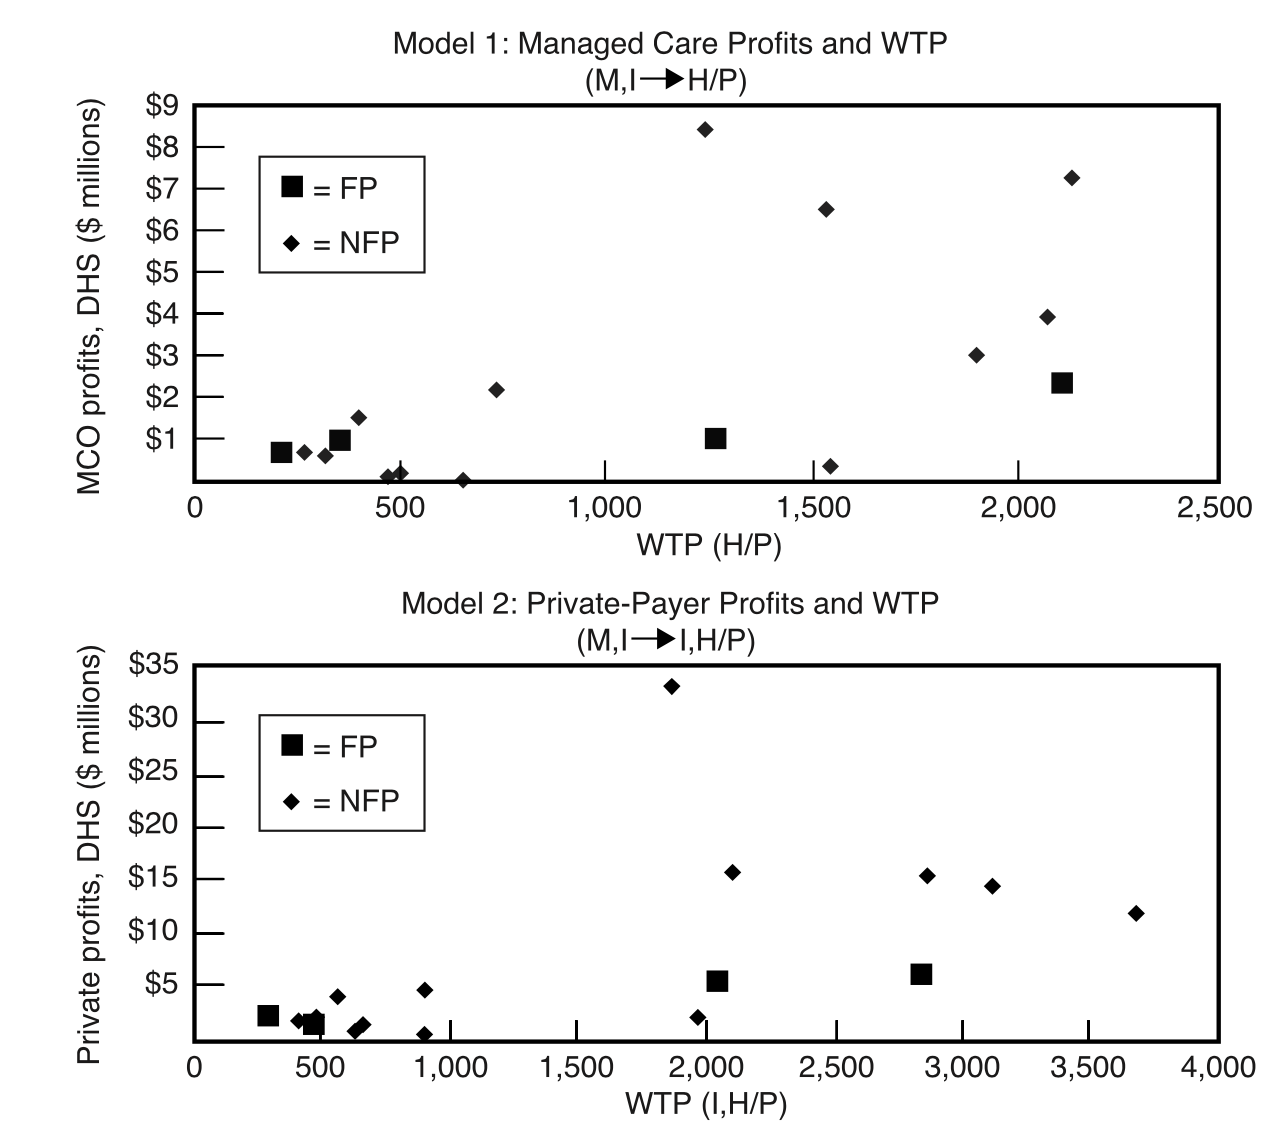 Model 1: Managed Care Profits and WTP
(M,I→H/P)
MCO profits, DHS ($ millions)
$9
$8
$7
$6
$5
$4
$3
$2
$1
= FP
= NFP
0 500 1,000 1,500 2,000 2,500
WTP (H/P)
Model 2: Private-Payer Profits and WTP
(M,I→I,H/P)
Private profits, DHS ($ millions)
$35
$30
$25
$20
$15
$10
$5
= FP
= NFP
0 500 1,000 1,500 2,000 2,500 3,000 3,500 4,000
WTP (I,H/P)